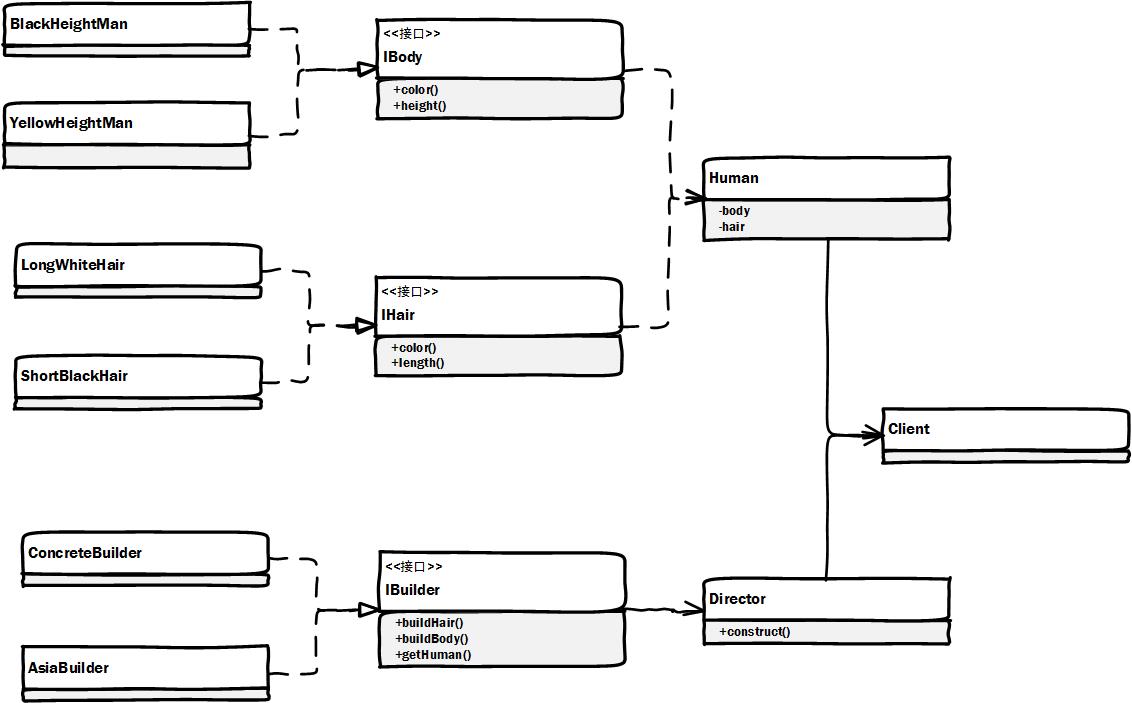 BlackHeightMan
YellowHeightMan
<<接口>>
IBody
+color()
+height()
Human
-body
-hair
LongWhiteHair
ShortBlackHair
<<接口>>
IHair
+color()
+length()
Client
ConcreteBuilder
AsiaBuilder
<<接口>>
IBuilder
+buildHair()
+buildBody()
+getHuman()
Director
+construct()